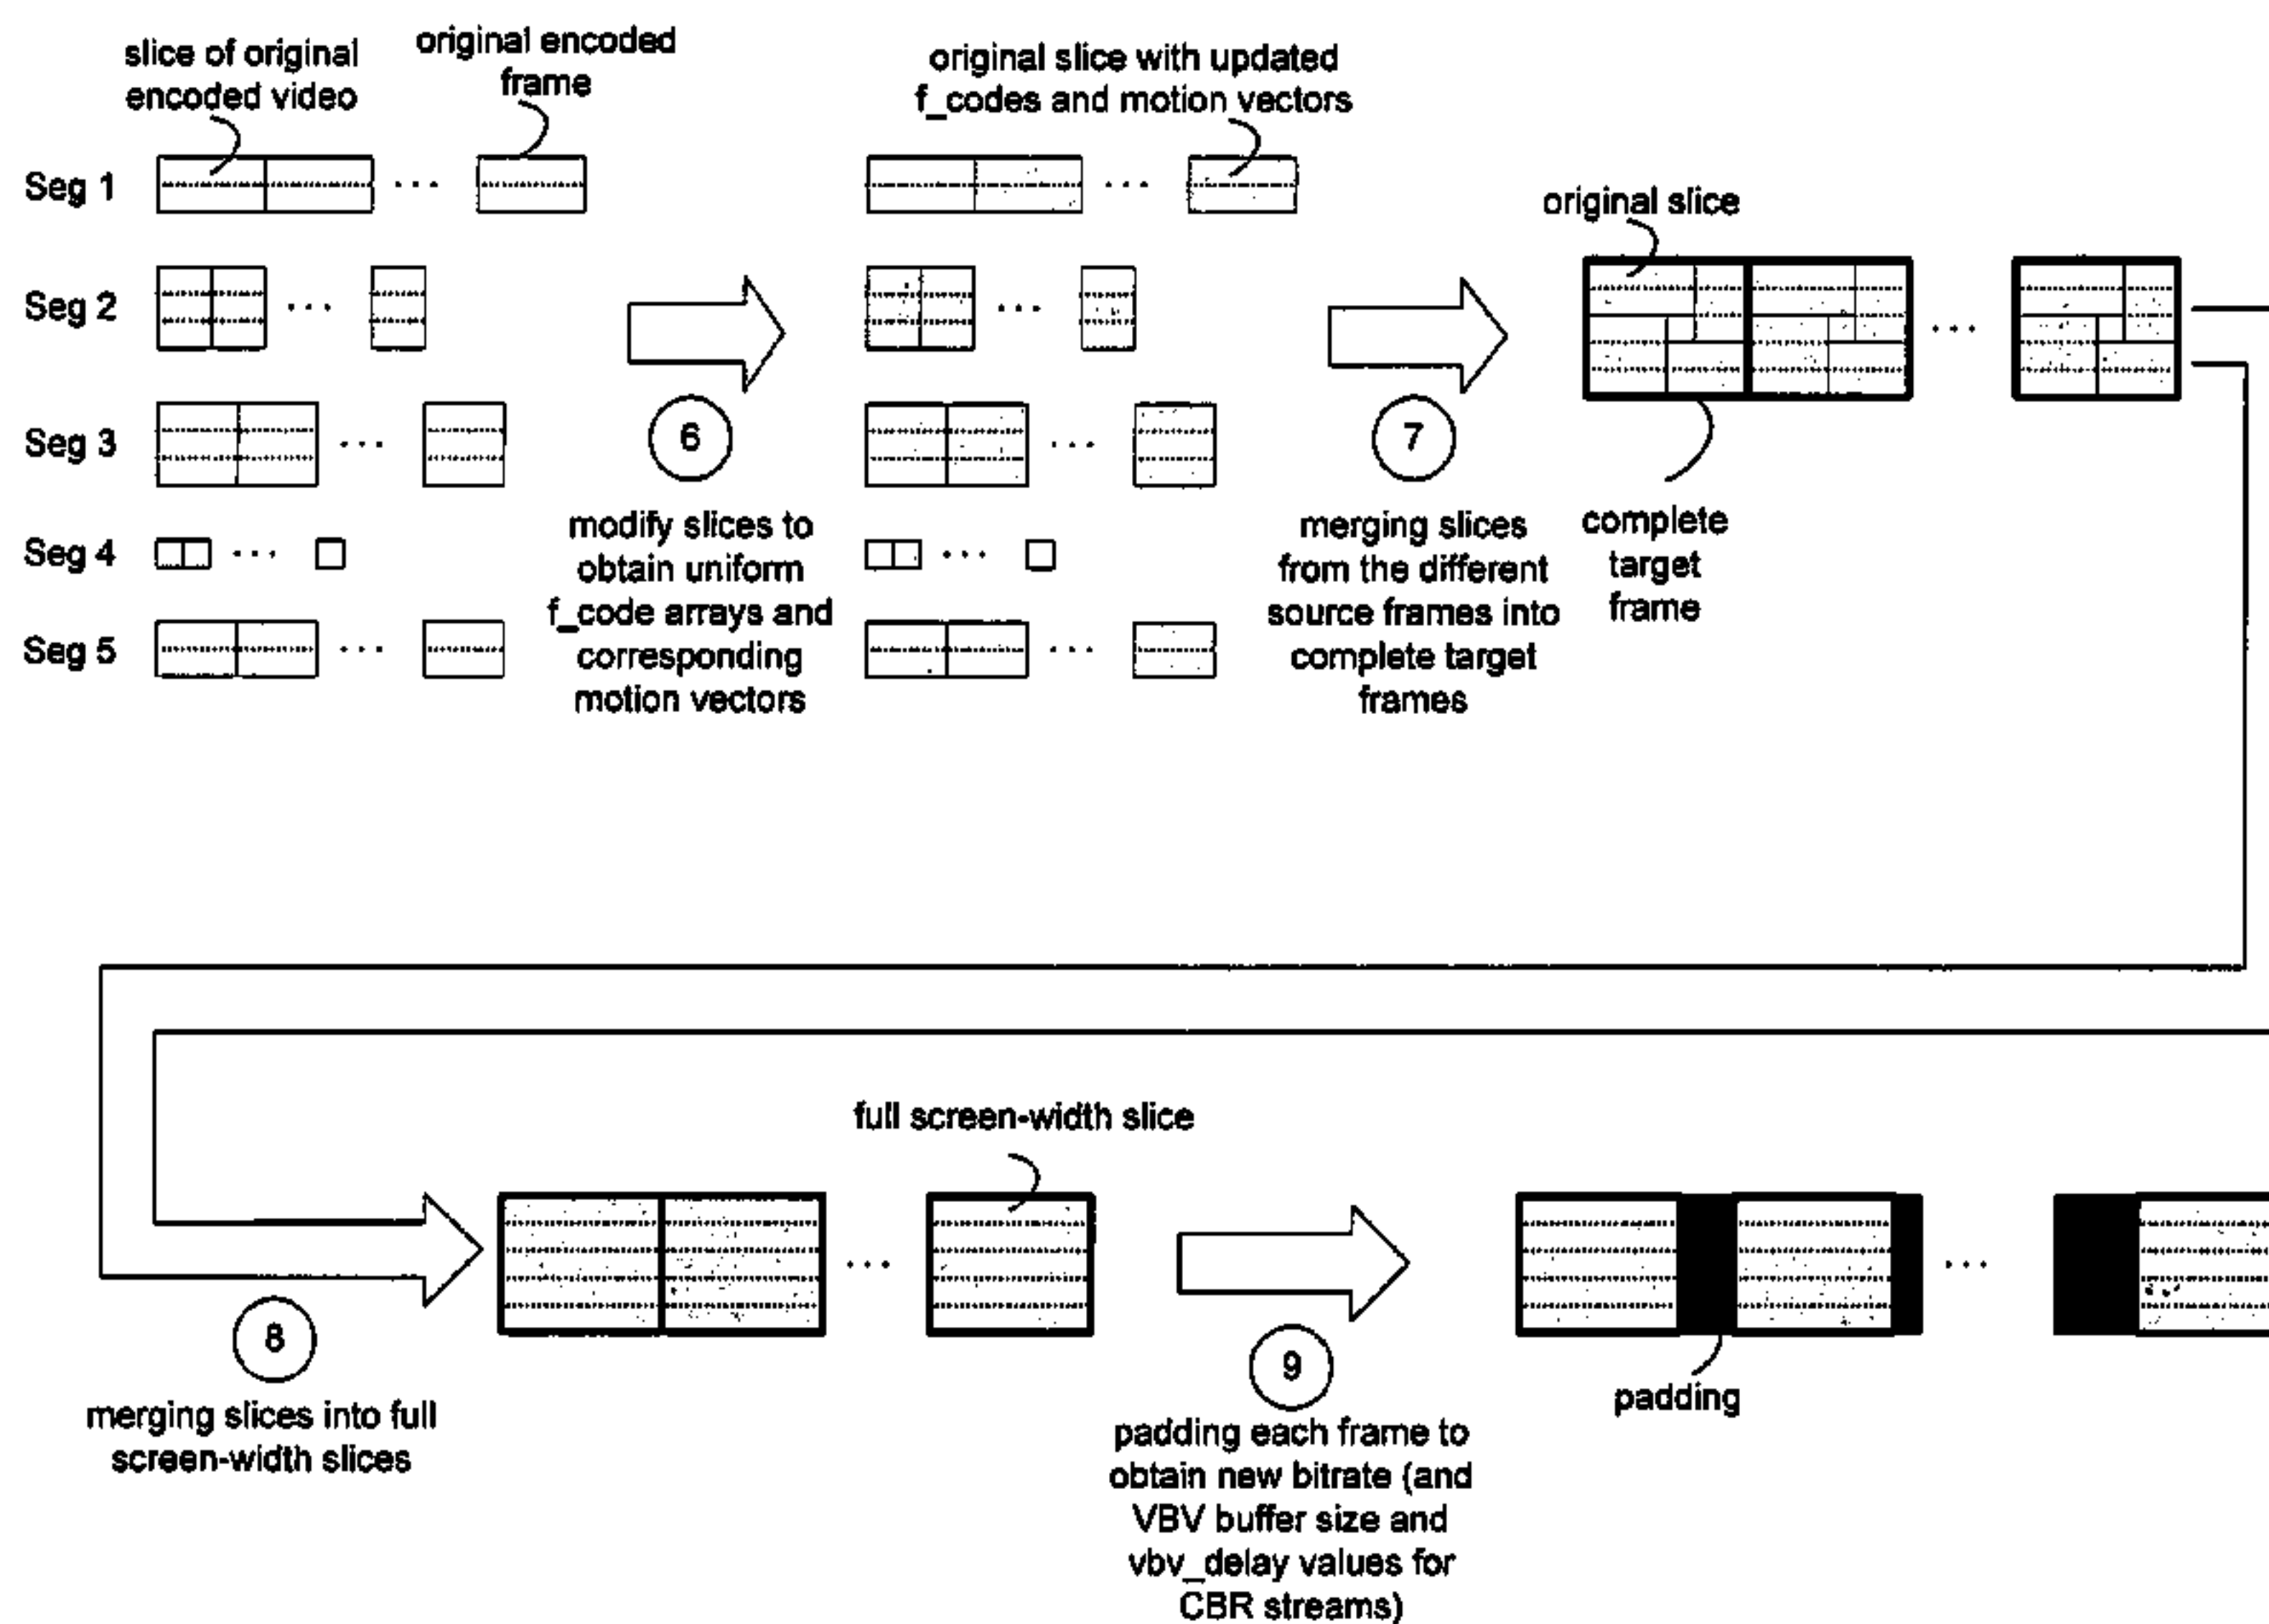 slice of original
encoded video
original encoded
frame
original slice with updated
f_codes and motion vectors
Seg 1
Seg 2
Seg 3
Seg 4
Seg 5
6
modify slices to
obtain uniform
f_code arrays and
corresponding
motion vectors
7
merging slices
from the different
source frames into
complete target
frames
original slice
complete
target
frame
8
merging slices into full
screen-width slices
full screen-width slice
9
padding each frame to
obtain new bitrate (and
VBV buffer size and
vbv_delay values for
CBR streams)
padding